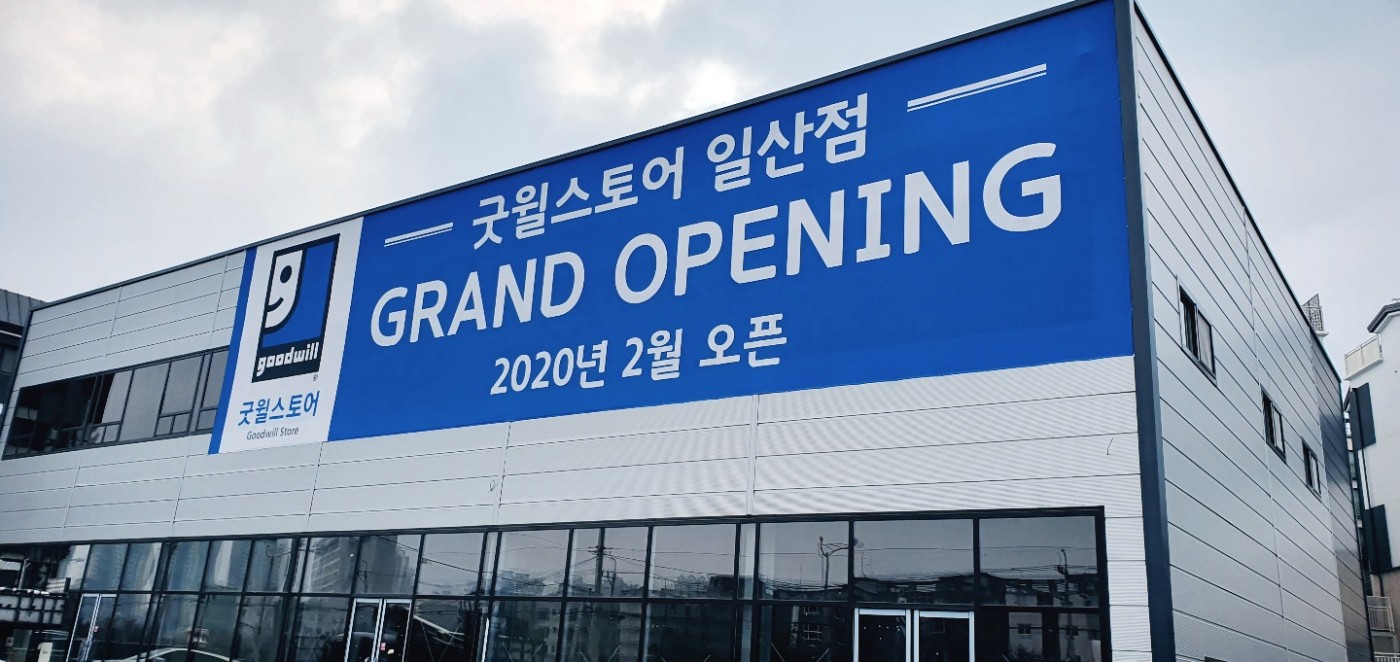 goodwill
®
굿윌스토어
Goodwill Store
굿윌스토어 일산점
GRAND OPENING
2020년 2월 오픈